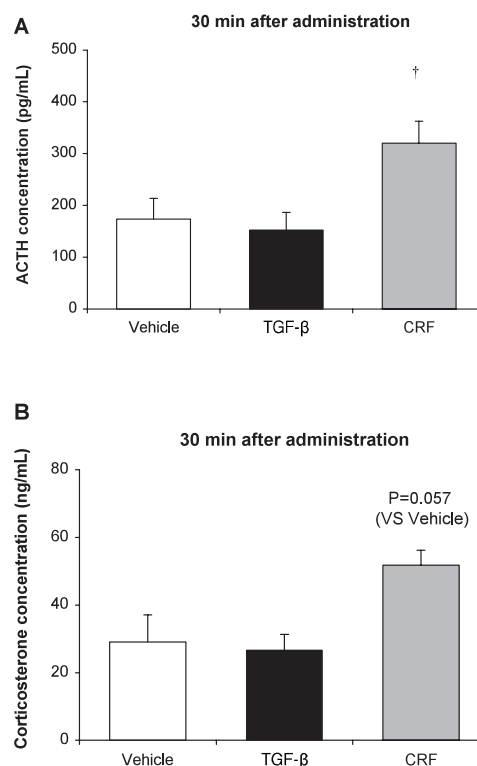 A
30 min after administration
ACTH concentration (pg/mL)
500
400
300
200
100
0
†
Vehicle
TGF-β
CRF
B
30 min after administration
Corticosterone concentration (ng/mL)
80
60
40
20
0
P=0.057
(VS Vehicle)
Vehicle
TGF-β
CRF